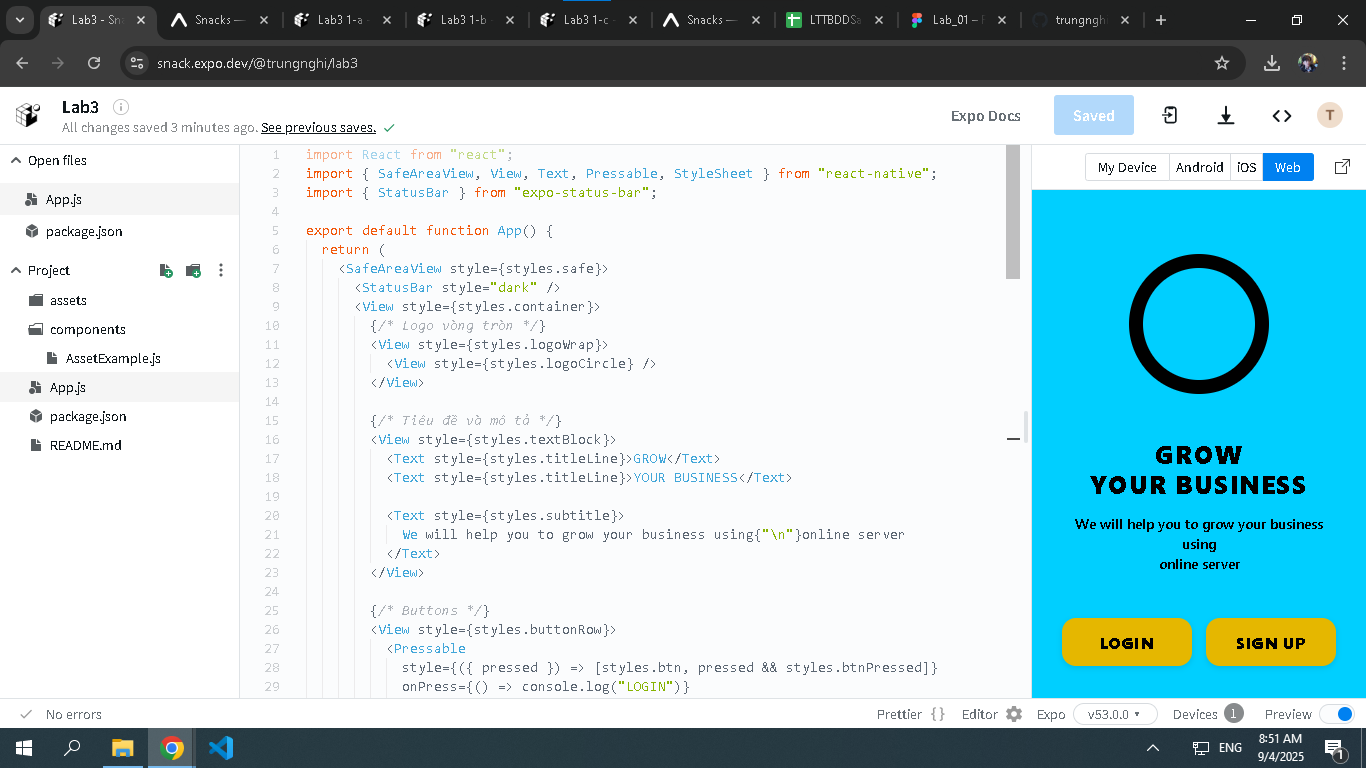 Lab3 - Sna
Snacks —
Lab3 1-a -
Lab3 1-b -
Lab3 1-c -
Snacks —
LTTBDDSa
Lab_01 –
trungngh
snack.expo.dev/@trungnghi/lab3
Lab3
All changes saved 3 minutes ago. See previous saves.
Expo Docs
Saved
T
Open files
App.js
package.json
Project
assets
components
AssetExample.js
App.js
package.json
README.md
1 import React from "react";
2 import { SafeAreaView, View, Text, Pressable, StyleSheet } from "react-native";
3 import { StatusBar } from "expo-status-bar";
4
5 export default function App() {
6 return (
7 <SafeAreaView style={styles.safe}>
8 <StatusBar style="dark" />
9 <View style={styles.container}>
10 {/* Logo vòng tròn */}
11 <View style={styles.logoWrap}>
12 <View style={styles.logoCircle} />
13 </View>
14
15 {/* Tiêu đề và mô tả */}
16 <View style={styles.textBlock}>
17 <Text style={styles.titleLine}>GROW</Text>
18 <Text style={styles.titleLine}>YOUR BUSINESS</Text>
19
20 <Text style={styles.subtitle}>
21 We will help you to grow your business using{"\n"}online server
22 </Text>
23 </View>
24
25 {/* Buttons */}
26 <View style={styles.buttonRow}>
27 <Pressable
28 style={({ pressed }) => [styles.btn, pressed && styles.btnPressed]}
29 onPress={() => console.log("LOGIN")}
My Device
Android
iOS
Web
GROW
YOUR BUSINESS
We will help you to grow your business
using
online server
LOGIN
SIGN UP
No errors
Prettier {}
Editor
Expo
v53.0.0
Devices 1
Preview
ENG
8:51 AM
9/4/2025
1